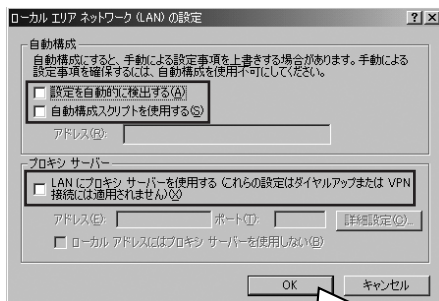 ローカル エリア ネットワーク (LAN) の設定
自動構成
自動構成にすると、手動による設定事項を上書きする場合があります。手動による
設定事項を確保するには、自動構成を使用不可にしてください。
設定を自動的に検出する(A)
自動構成スクリプトを使用する(S)
アドレス(R):
プロキシ サーバー
LAN にプロキシ サーバーを使用する (これらの設定はダイヤルアップまたは VPN
接続には適用されません)(X)
アドレス(E):
ポート(T):
詳細設定(C)...
ローカル アドレスにはプロキシ サーバーを使用しない(B)
OK
キャンセル